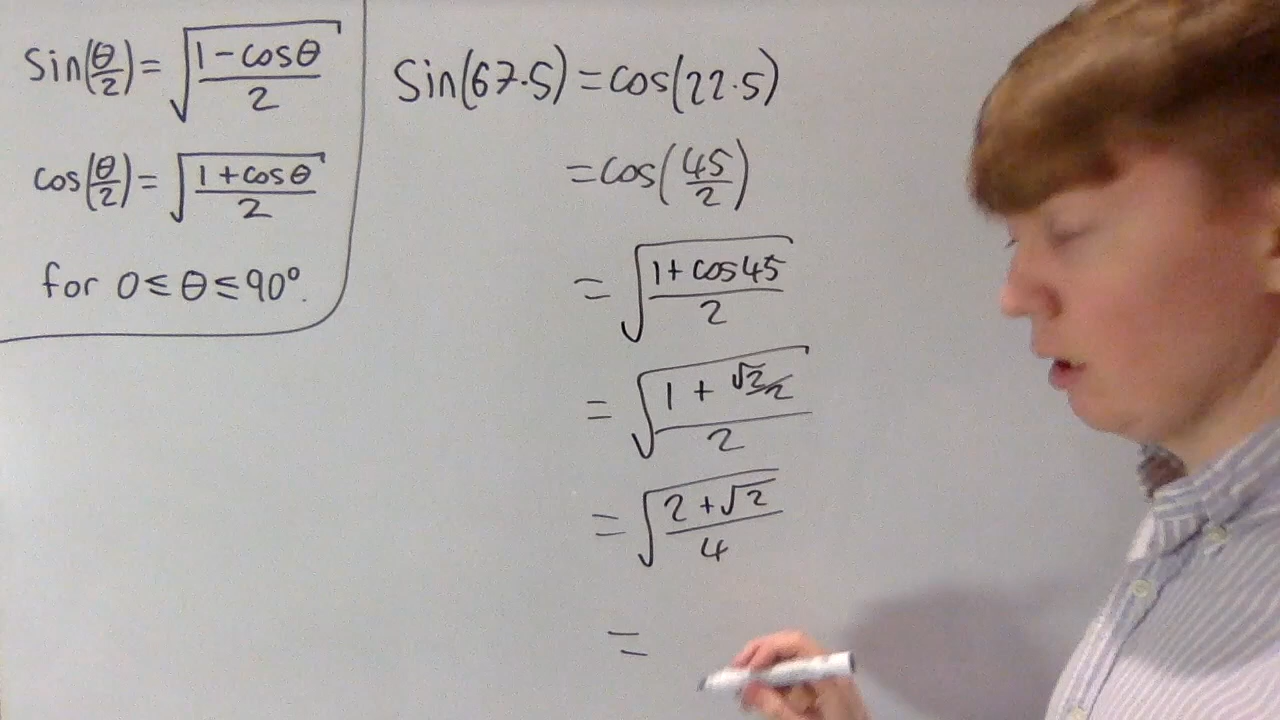 Sin(θ/2) = √((1 - cosθ)/2)
cos(θ/2) = √((1 + cosθ)/2)
for 0 ≤ θ ≤ 90°.
Sin(67.5) = cos(22.5)
= cos(45/2)
= √((1 + cos45)/2)
= √((1 + √2/2)/2)
= √((2 + √2)/4)
=